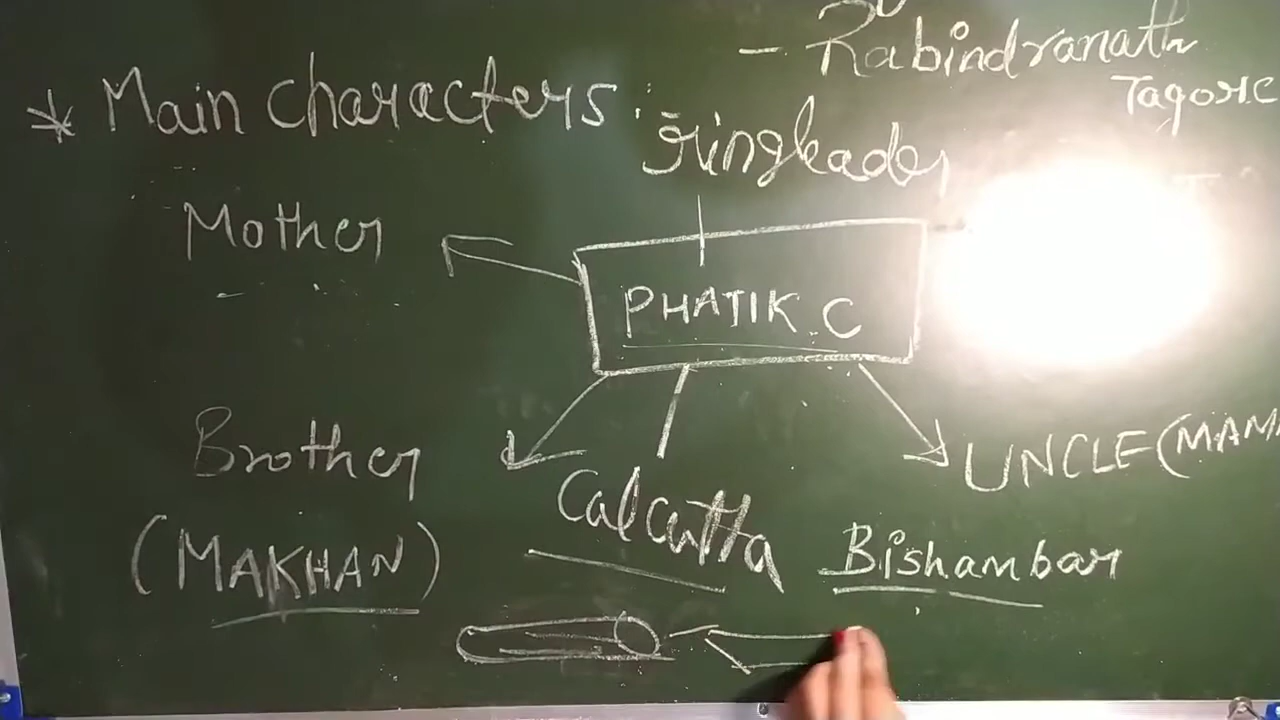 - Rabindranath
Tagore
* Main characters :
ringleader
Mother
PHATIK C
Brother
UNCLE (MAM
(MAKHAN)
Calcutta
Bishambar